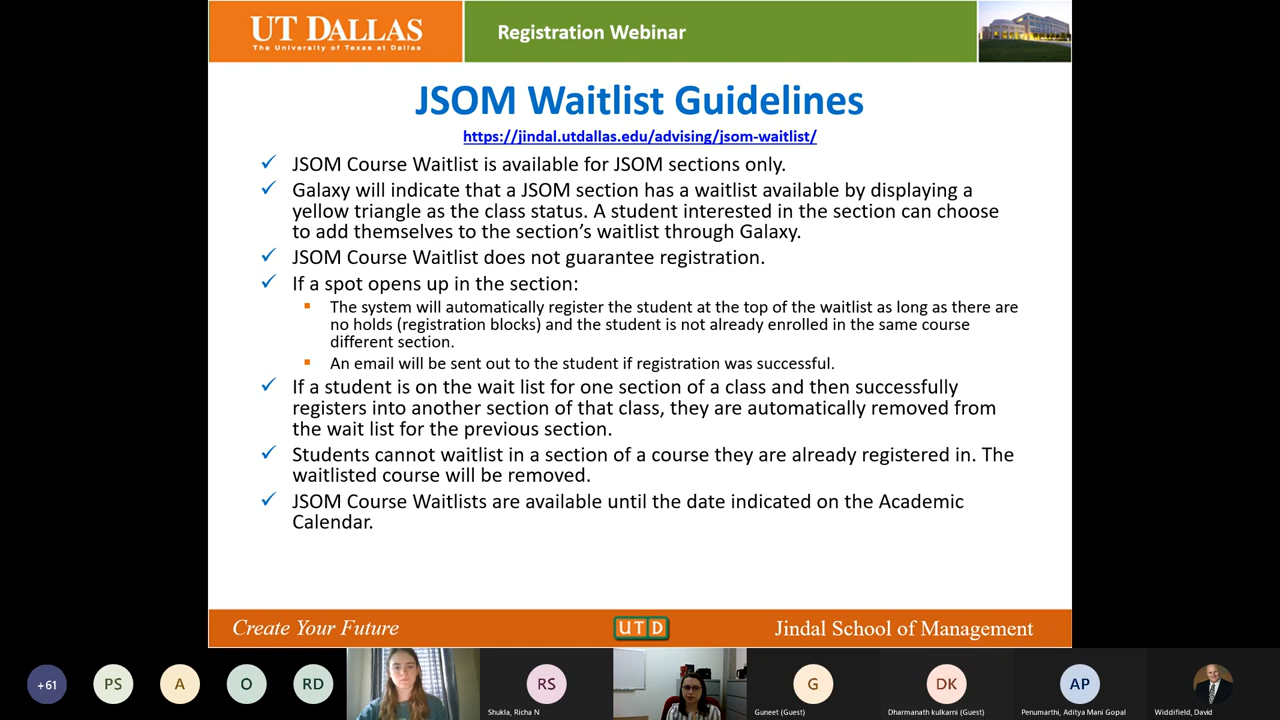 UT DALLAS
The University of Texas at Dallas
Registration Webinar
JSOM Waitlist Guidelines
https://jindal.utdallas.edu/advising/jsom-waitlist/
JSOM Course Waitlist is available for JSOM sections only.
Galaxy will indicate that a JSOM section has a waitlist available by displaying a
yellow triangle as the class status. A student interested in the section can choose
to add themselves to the section's waitlist through Galaxy.
JSOM Course Waitlist does not guarantee registration.
If a spot opens up in the section:
The system will automatically register the student at the top of the waitlist as long as there are
no holds (registration blocks) and the student is not already enrolled in the same course
different section.
An email will be sent out to the student if registration was successful.
If a student is on the wait list for one section of a class and then successfully
registers into another section of that class, they are automatically removed from
the wait list for the previous section.
Students cannot waitlist in a section of a course they are already registered in. The
waitlisted course will be removed.
JSOM Course Waitlists are available until the date indicated on the Academic
Calendar.
Create Your Future
UTD
Jindal School of Management
+61
PS
A
O
RD
RS
Shukla, Richa N
G
Guneet (Guest)
DK
Dharmanath kulkarni (Guest)
AP
Penumarthi, Aditya Mani Gopal
Widdifield, David